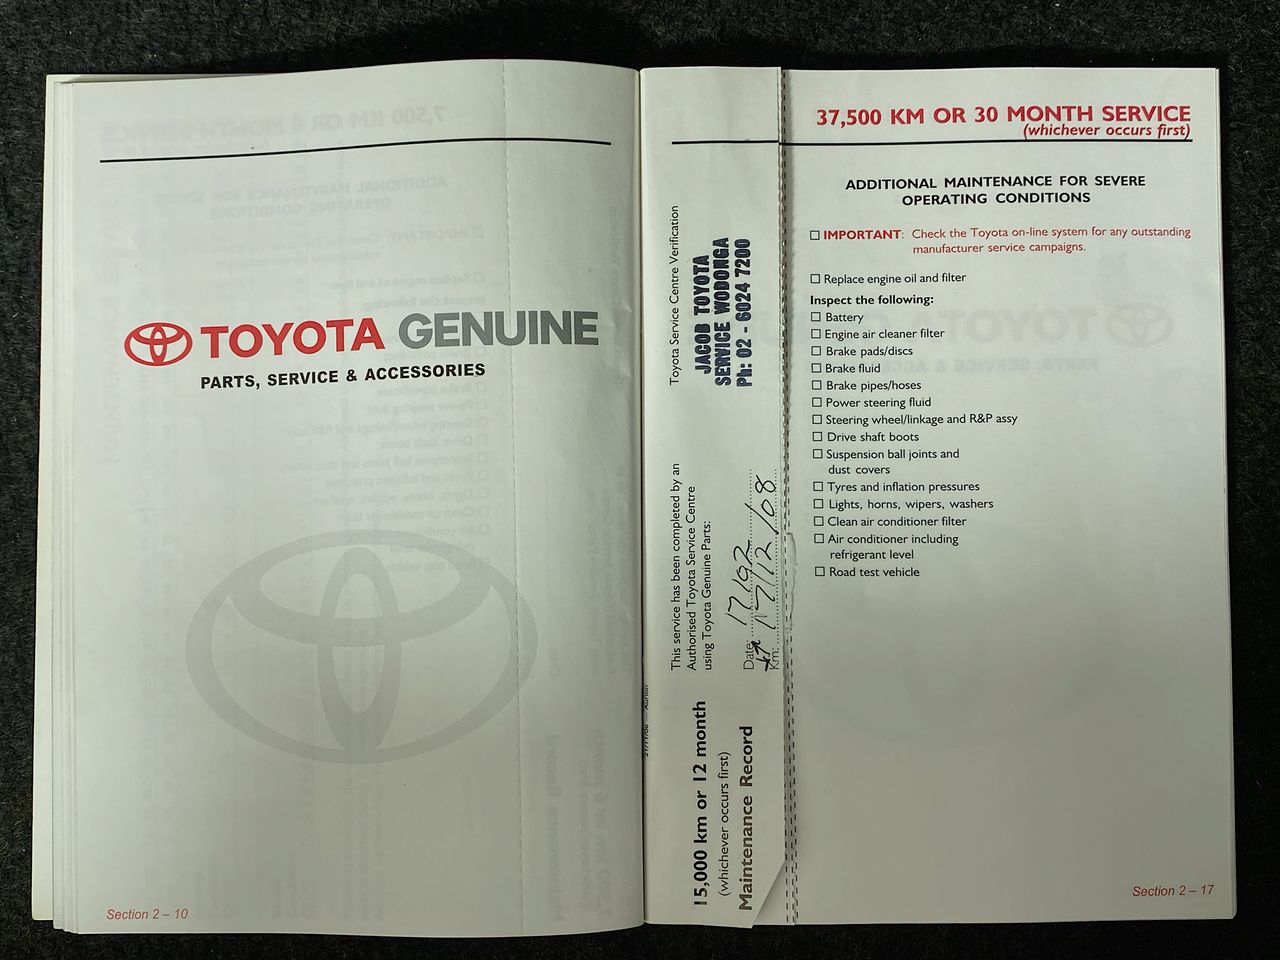 TOYOTA GENUINE
PARTS, SERVICE & ACCESSORIES
Section 2 – 10
15,000 km or 12 month
(whichever occurs first)
Maintenance Record
This service has been completed by an
Authorised Toyota Service Centre
using Toyota Genuine Parts:
Date:
Km: 17/12/08
Toyota Service Centre Verification
JACOB TOYOTA
SERVICE WODONGA
Ph: 02 - 6024 7200
37,500 KM OR 30 MONTH SERVICE
(whichever occurs first)
ADDITIONAL MAINTENANCE FOR SEVERE
OPERATING CONDITIONS
IMPORTANT: Check the Toyota on-line system for any outstanding
manufacturer service campaigns.
Replace engine oil and filter
Inspect the following:
Battery
Engine air cleaner filter
Brake pads/discs
Brake fluid
Brake pipes/hoses
Power steering fluid
Steering wheel/linkage and R&P assy
Drive shaft boots
Suspension ball joints and
dust covers
Tyres and inflation pressures
Lights, horns, wipers, washers
Clean air conditioner filter
Air conditioner including
refrigerant level
Road test vehicle
Section 2 – 17